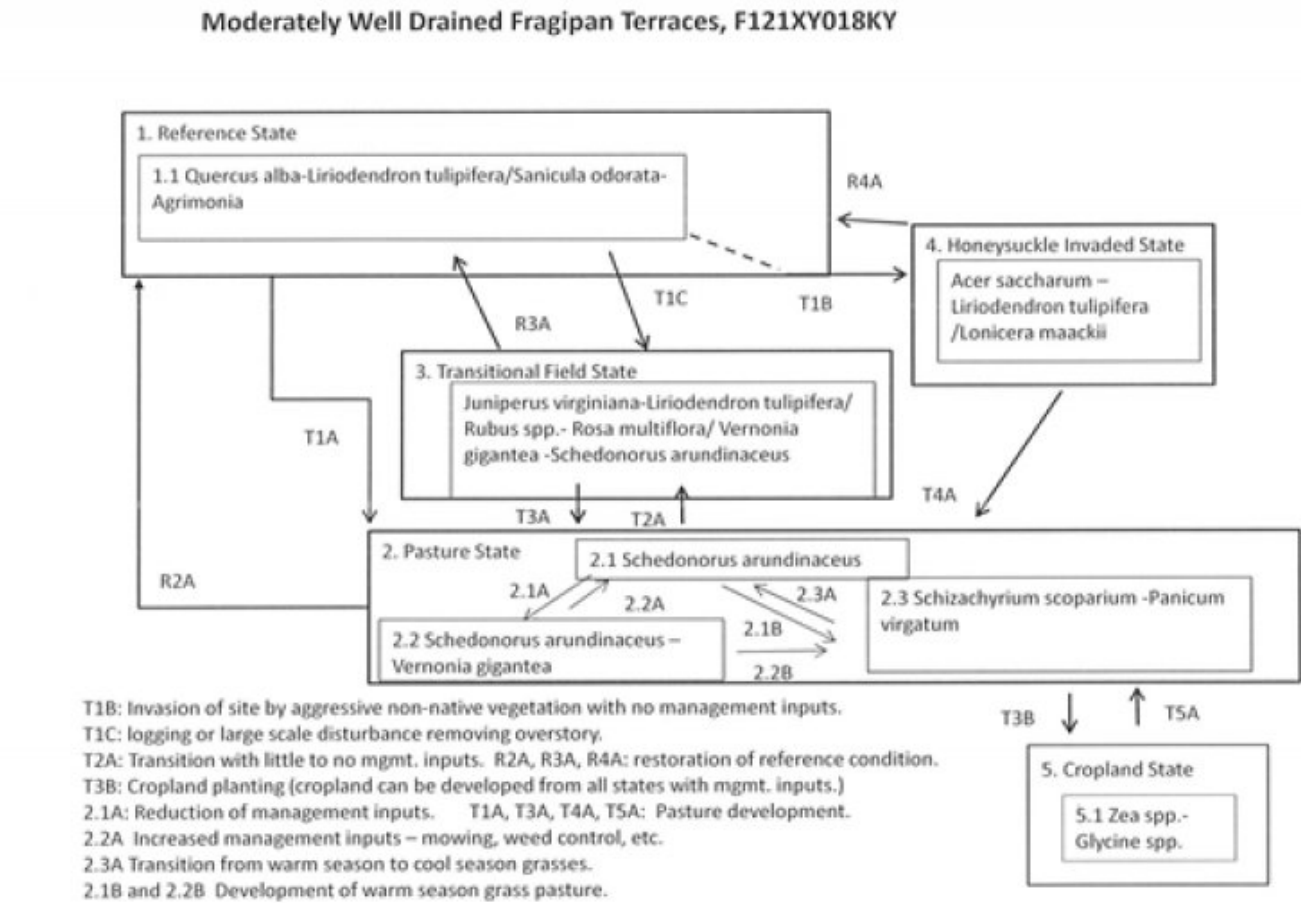 Moderately Well Drained Fragipan Terraces, F121XY018KY
1. Reference State
1.1 Quercus alba-Liriodendron tulipifera/Sanicula odorata-
Agrimonia
R4A
4. Honeysuckle Invaded State
Acer saccharum –
Liriodendron tulipifera
/Lonicera maackii
T1C
T1B
R3A
3. Transitional Field State
Juniperus virginiana-Liriodendron tulipifera/
Rubus spp.- Rosa multiflora/ Vernonia
gigantea -Schedonorus arundinaceus
T1A
T4A
T3A
T2A
R2A
2. Pasture State
2.1 Schedonorus arundinaceus
2.1A
2.2A
2.3A
2.3 Schizachyrium scoparium -Panicum
virgatum
2.1B
2.2 Schedonorus arundinaceus –
Vernonia gigantea
2.2B
T1B: Invasion of site by aggressive non-native vegetation with no management inputs.
T1C: logging or large scale disturbance removing overstory.
T2A: Transition with little to no mgmt. inputs. R2A, R3A, R4A: restoration of reference condition.
T3B: Cropland planting (cropland can be developed from all states with mgmt. inputs.)
2.1A: Reduction of management inputs. T1A, T3A, T4A, T5A: Pasture development.
2.2A Increased management inputs – mowing, weed control, etc.
2.3A Transition from warm season to cool season grasses.
2.1B and 2.2B Development of warm season grass pasture.
T3B
T5A
5. Cropland State
5.1 Zea spp.-
Glycine spp.